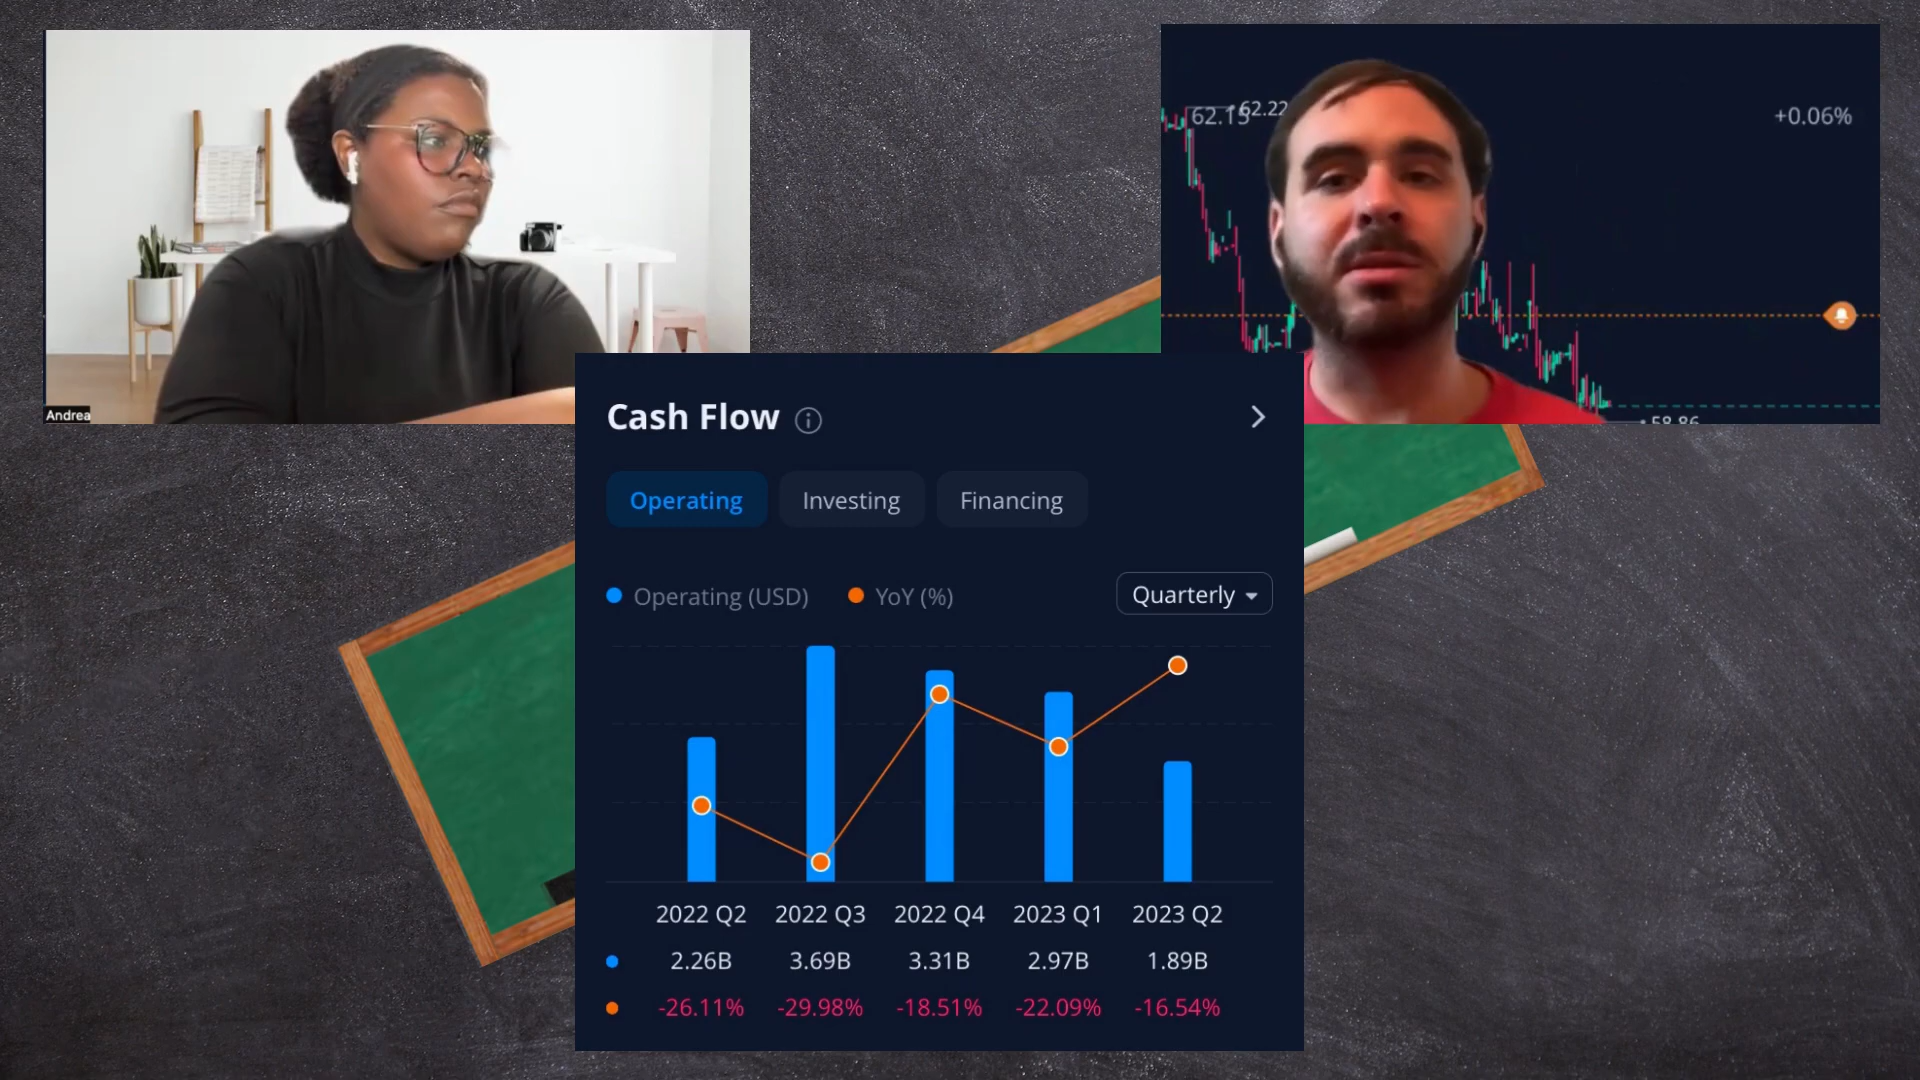 62.15
62.22
+0.06%
Andrea
58.86
Cash Flow
Operating Investing Financing
Operating (USD) YoY (%) Quarterly
2022 Q2 2022 Q3 2022 Q4 2023 Q1 2023 Q2
2.26B 3.69B 3.31B 2.97B 1.89B
-26.11% -29.98% -18.51% -22.09% -16.54%